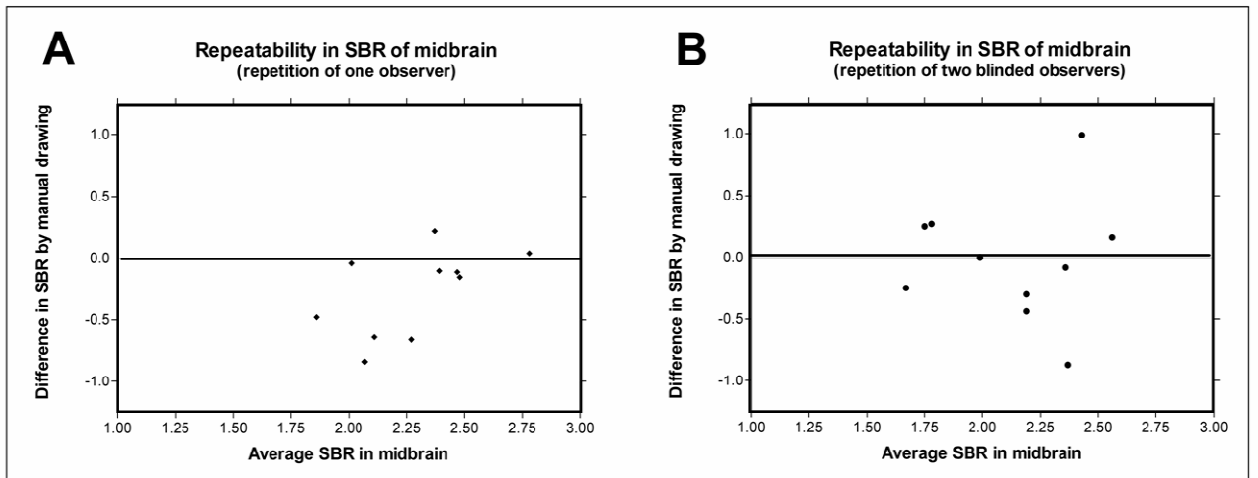 A
Repeatability in SBR of midbrain
(repetition of one observer)
Difference in SBR by manual drawing
1.0
0.5
0.0
-0.5
-1.0
1.00 1.25 1.50 1.75 2.00 2.25 2.50 2.75 3.00
Average SBR in midbrain
B
Repeatability in SBR of midbrain
(repetition of two blinded observers)
Difference in SBR by manual drawing
1.0
0.5
0.0
-0.5
-1.0
1.00 1.25 1.50 1.75 2.00 2.25 2.50 2.75 3.00
Average SBR in midbrain